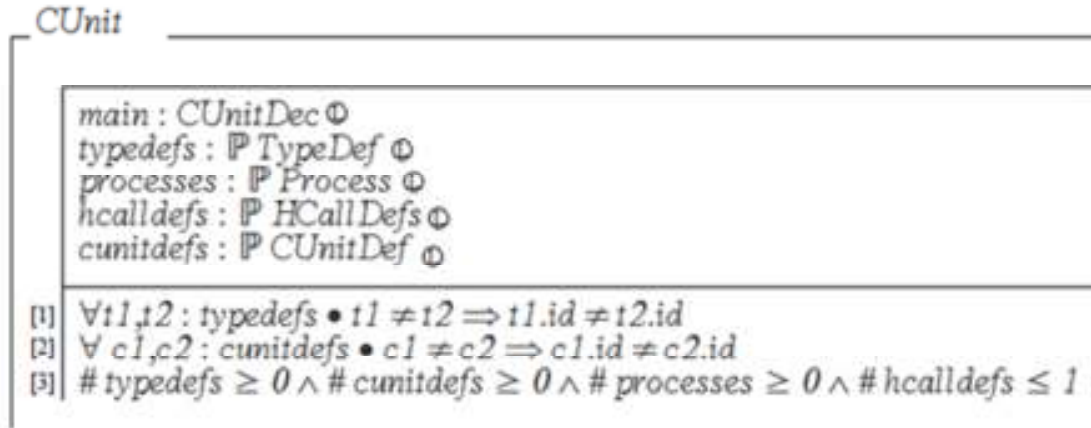 CUnit
main : CUnitDec ©
typedefs : ℙ TypeDef ©
processes : ℙ Process ©
hcalldefs : ℙ HCallDefs ©
cunitdefs : ℙ CUnitDef ©
[1] ∀t1,t2 : typedefs • t1 ≠ t2 ⟹ t1.id ≠ t2.id
[2] ∀ c1,c2 : cunitdefs • c1 ≠ c2 ⟹ c1.id ≠ c2.id
[3] # typedefs ≥ 0 ∧ # cunitdefs ≥ 0 ∧ # processes ≥ 0 ∧ # hcalldefs ≤ 1